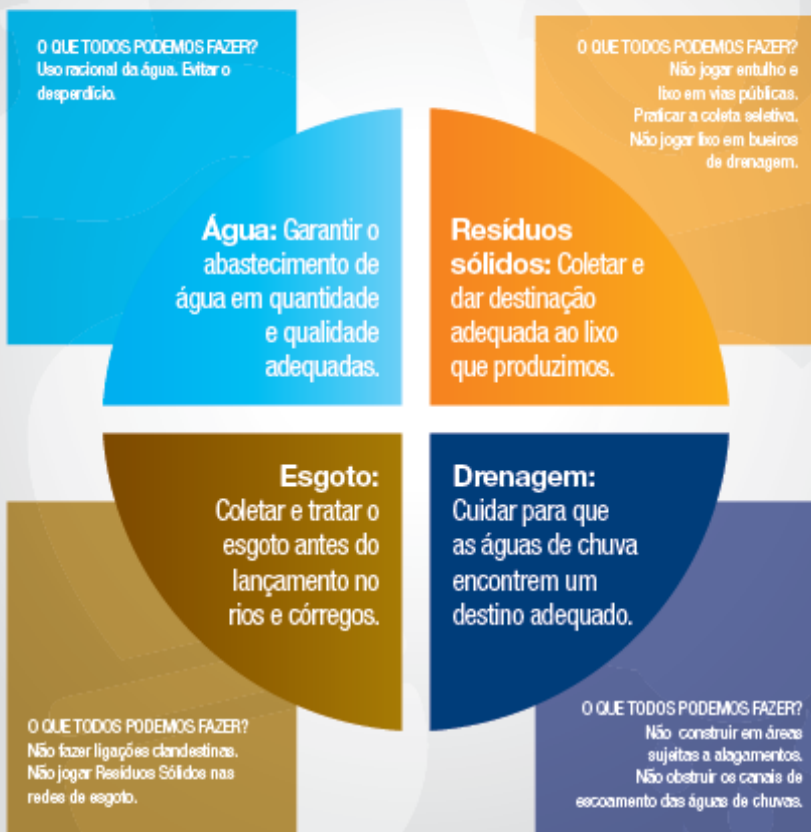 O QUE TODOS PODEMOS FAZER?
Uso racional da água. Evitar o
desperdício.
O QUE TODOS PODEMOS FAZER?
Não jogar entulho e
lixo em vias públicas.
Praticar a coleta seletiva.
Não jogar lixo em bueiros
de drenagem.
Água: Garantir o
abastecimento de
água em quantidade
e qualidade
adequadas.
Resíduos
sólidos: Coletar e
dar destinação
adequada ao lixo
que produzimos.
Esgoto:
Coletar e tratar o
esgoto antes do
lançamento no
rios e córregos.
Drenagem:
Cuidar para que
as águas de chuva
encontrem um
destino adequado.
O QUE TODOS PODEMOS FAZER?
Não fazer ligações clandestinas.
Não jogar Resíduos Sólidos nas
redes de esgoto.
O QUE TODOS PODEMOS FAZER?
Não construir em áreas
sujeitas a alagamentos.
Não obstruir os canais de
escoamento das águas de chuvas.